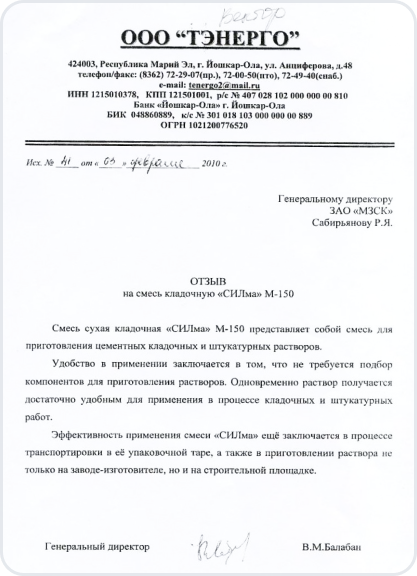 ООО “ТЭНЕРГО”
424003, Республика Марий Эл, г. Йошкар-Ола, ул. Анциферова, д.48
телефон/факс: (8362) 72-29-07(пр.), 72-00-50(пто), 72-49-40(снаб.)
e-mail: tenergo2@mail.ru
ИНН 1215010378, КПП 121501001, р/с № 407 028 102 000 000 00 810
Банк «Йошкар-Ола» г. Йошкар-Ола
БИК 048860889, к/с № 301 018 103 000 000 00 889
ОГРН 1021200776520
Исх. № 41 от « 03 » февраля 2010 г.
Генеральному директору
ЗАО «МЗСК»
Сабирьянову Р.Я.
ОТЗЫВ
на смесь кладочную «СИЛма» М-150
Смесь сухая кладочная «СИЛма» М-150 представляет собой смесь для
приготовления цементных кладочных и штукатурных растворов.
Удобство в применении заключается в том, что не требуется подбор
компонентов для приготовления растворов. Одновременно раствор получается
достаточно удобным для применения в процессе кладочных и штукатурных
работ.
Эффективность применения смеси «СИЛма» ещё заключается в процессе
транспортировки в её упаковочной таре, а также в приготовлении раствора не
только на заводе-изготовителе, но и на строительной площадке.
Генеральный директор В.М.Балабан